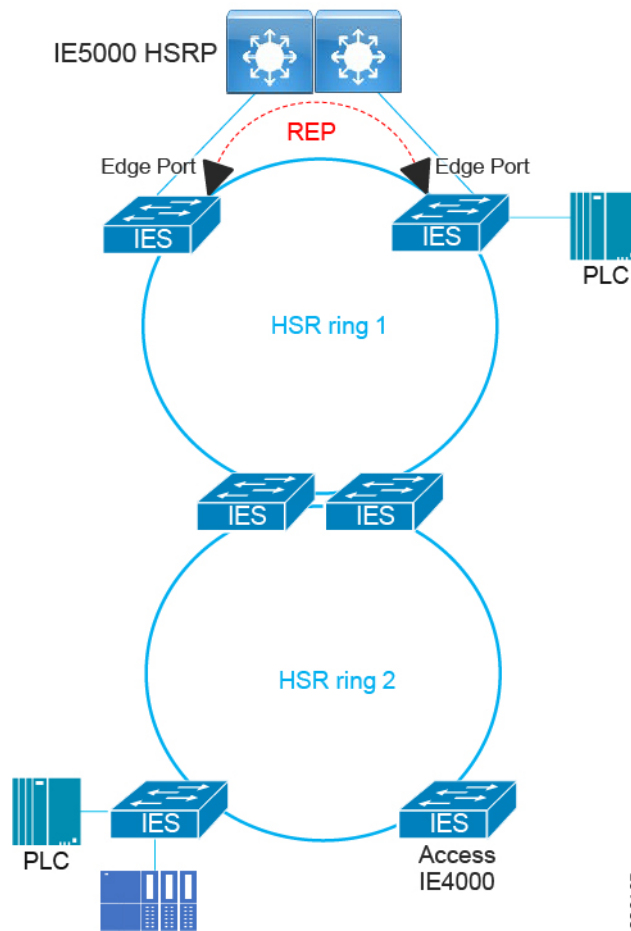 IE5000 HSRP
REP
Edge Port
Edge Port
IES
IES
PLC
HSR ring 1
IES
IES
HSR ring 2
IES
IES
PLC
Access
IE4000